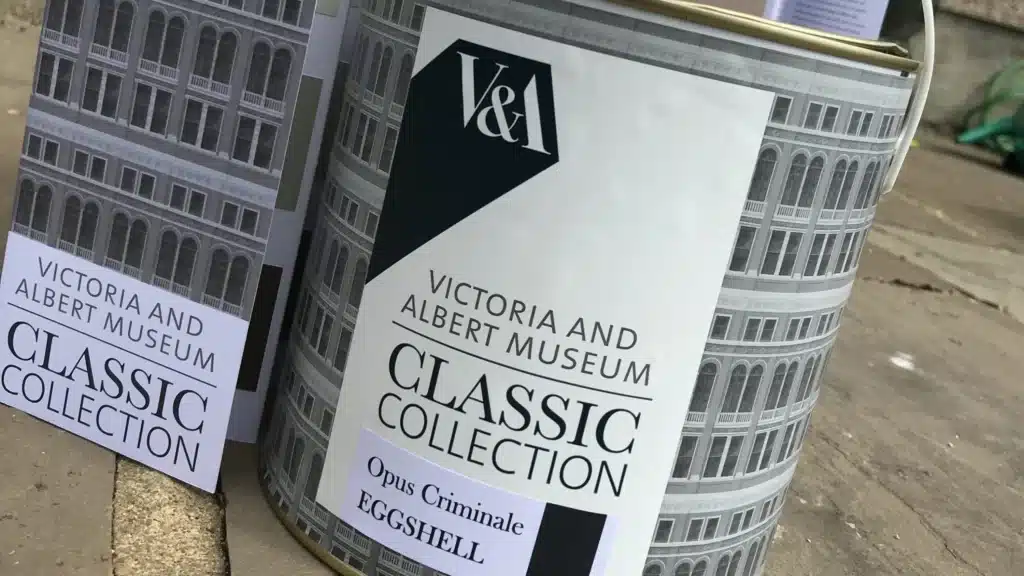 VICTORIA AND
ALBERT MUSEUM
CLASSIC
COLLECTION
V&A
VICTORIA AND
ALBERT MUSEUM
CLASSIC
COLLECTION
Opus Criminale
EGGSHELL